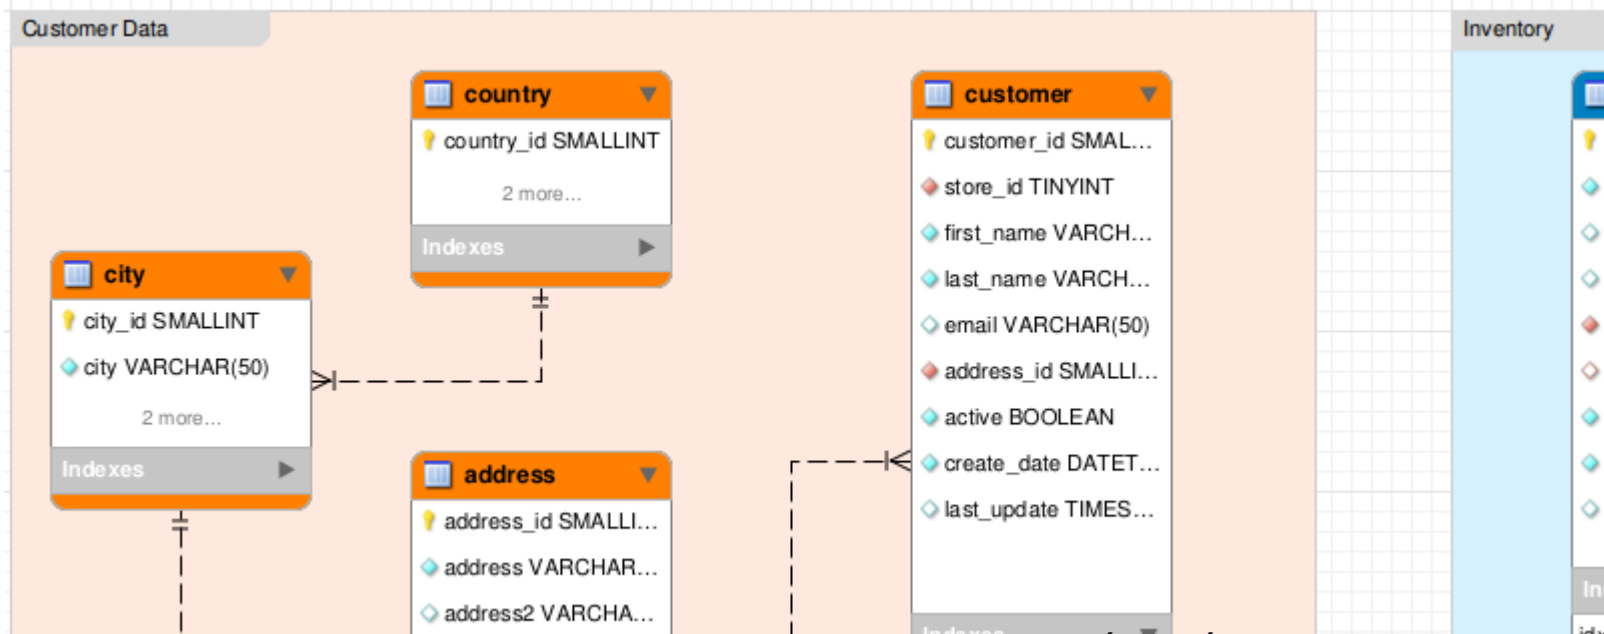 Customer Data
Inventory
country
country_id SMALLINT
2 more...
Indexes
city
city_id SMALLINT
city VARCHAR(50)
2 more...
Indexes
address
address_id SMALLI...
address VARCHAR...
address2 VARCHA...
customer
customer_id SMAL...
store_id TINYINT
first_name VARCH...
last_name VARCH...
email VARCHAR(50)
address_id SMALLI...
active BOOLEAN
create_date DATET...
last_update TIMES...
Indexes
In